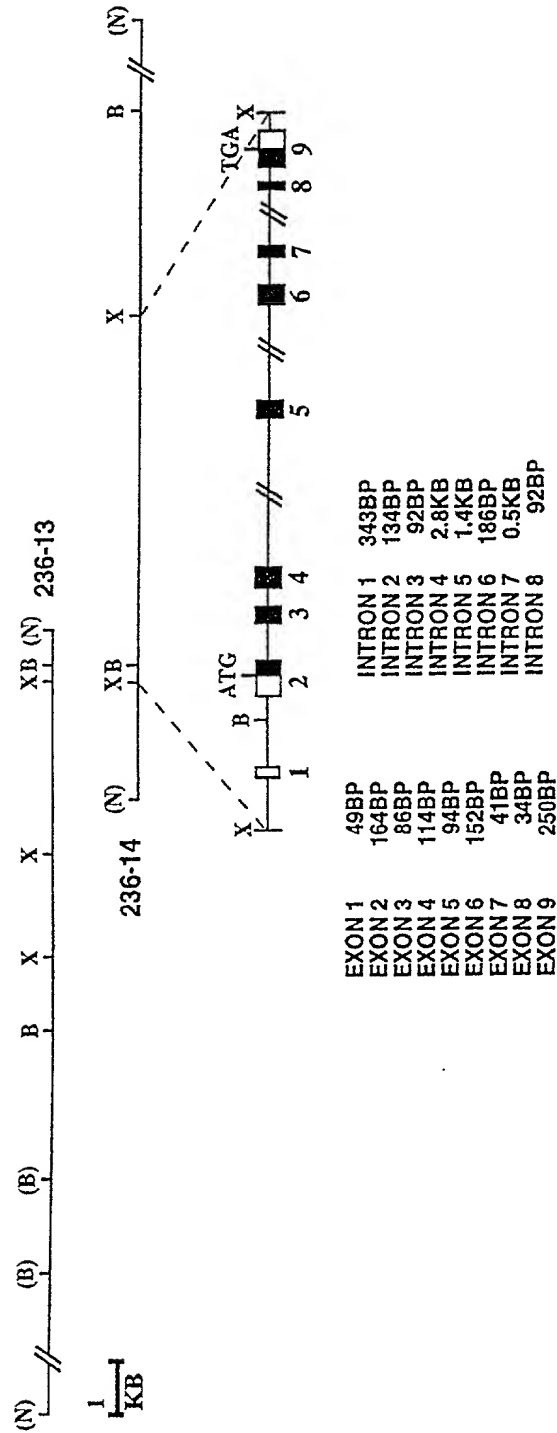 (N) (B) (B) B X X XB (N) 236-13
1
KB
236-14
(N) XB X B (N)
X B ATG TGA X
1 2 3 4 5 6 7 8 9
EXON 1 49BP INTRON 1 343BP
EXON 2 164BP INTRON 2 134BP
EXON 3 86BP INTRON 3 92BP
EXON 4 114BP INTRON 4 2.8KB
EXON 5 94BP INTRON 5 1.4KB
EXON 6 152BP INTRON 6 186BP
EXON 7 41BP INTRON 7 0.5KB
EXON 8 34BP INTRON 8 92BP
EXON 9 250BP